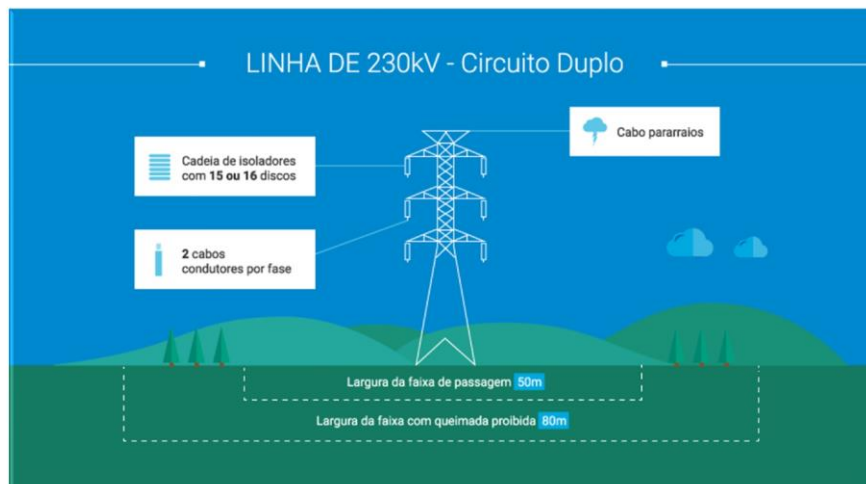 LINHA DE 230kV - Circuito Duplo
Cabo pararraios
Cadeia de isoladores
com 15 ou 16 discos
2 cabos
condutores por fase
Largura da faixa de passagem 50m
Largura da faixa com queimada proibida 80m